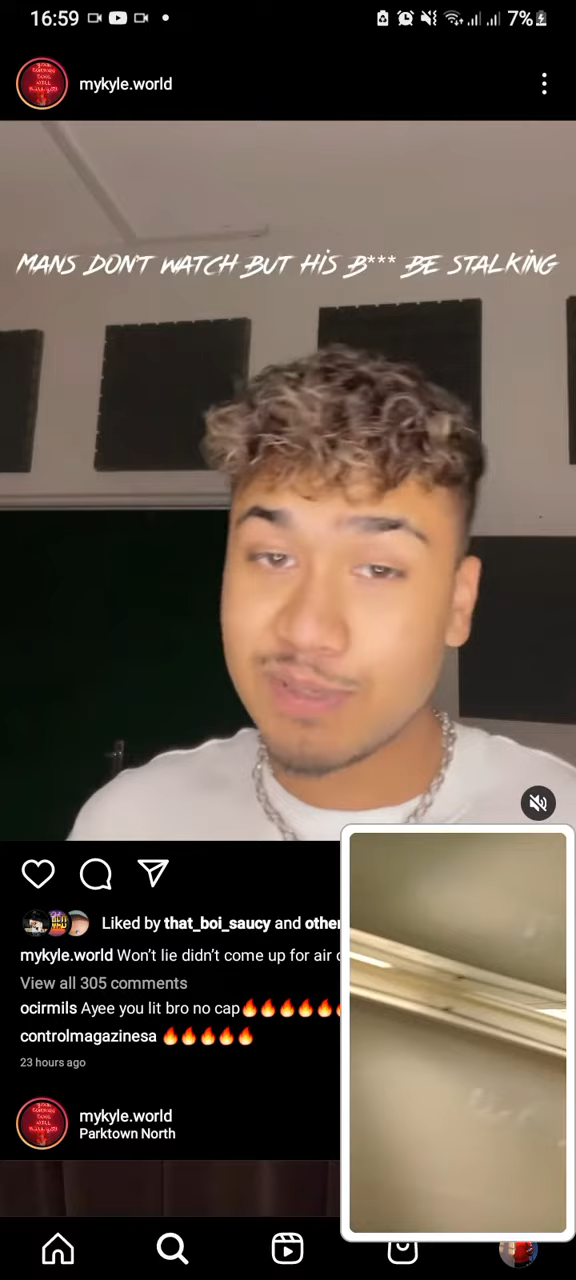 16:59
7%
mykyle.world
MANS DON'T WATCH BUT HIS B*** BE STALKING
Liked by that_boi_saucy and other
mykyle.world Won't lie didn't come up for air
View all 305 comments
ocirmils Ayee you lit bro no cap🔥🔥🔥🔥🔥
controlmagazinesa 🔥🔥🔥🔥🔥
23 hours ago
mykyle.world
Parktown North